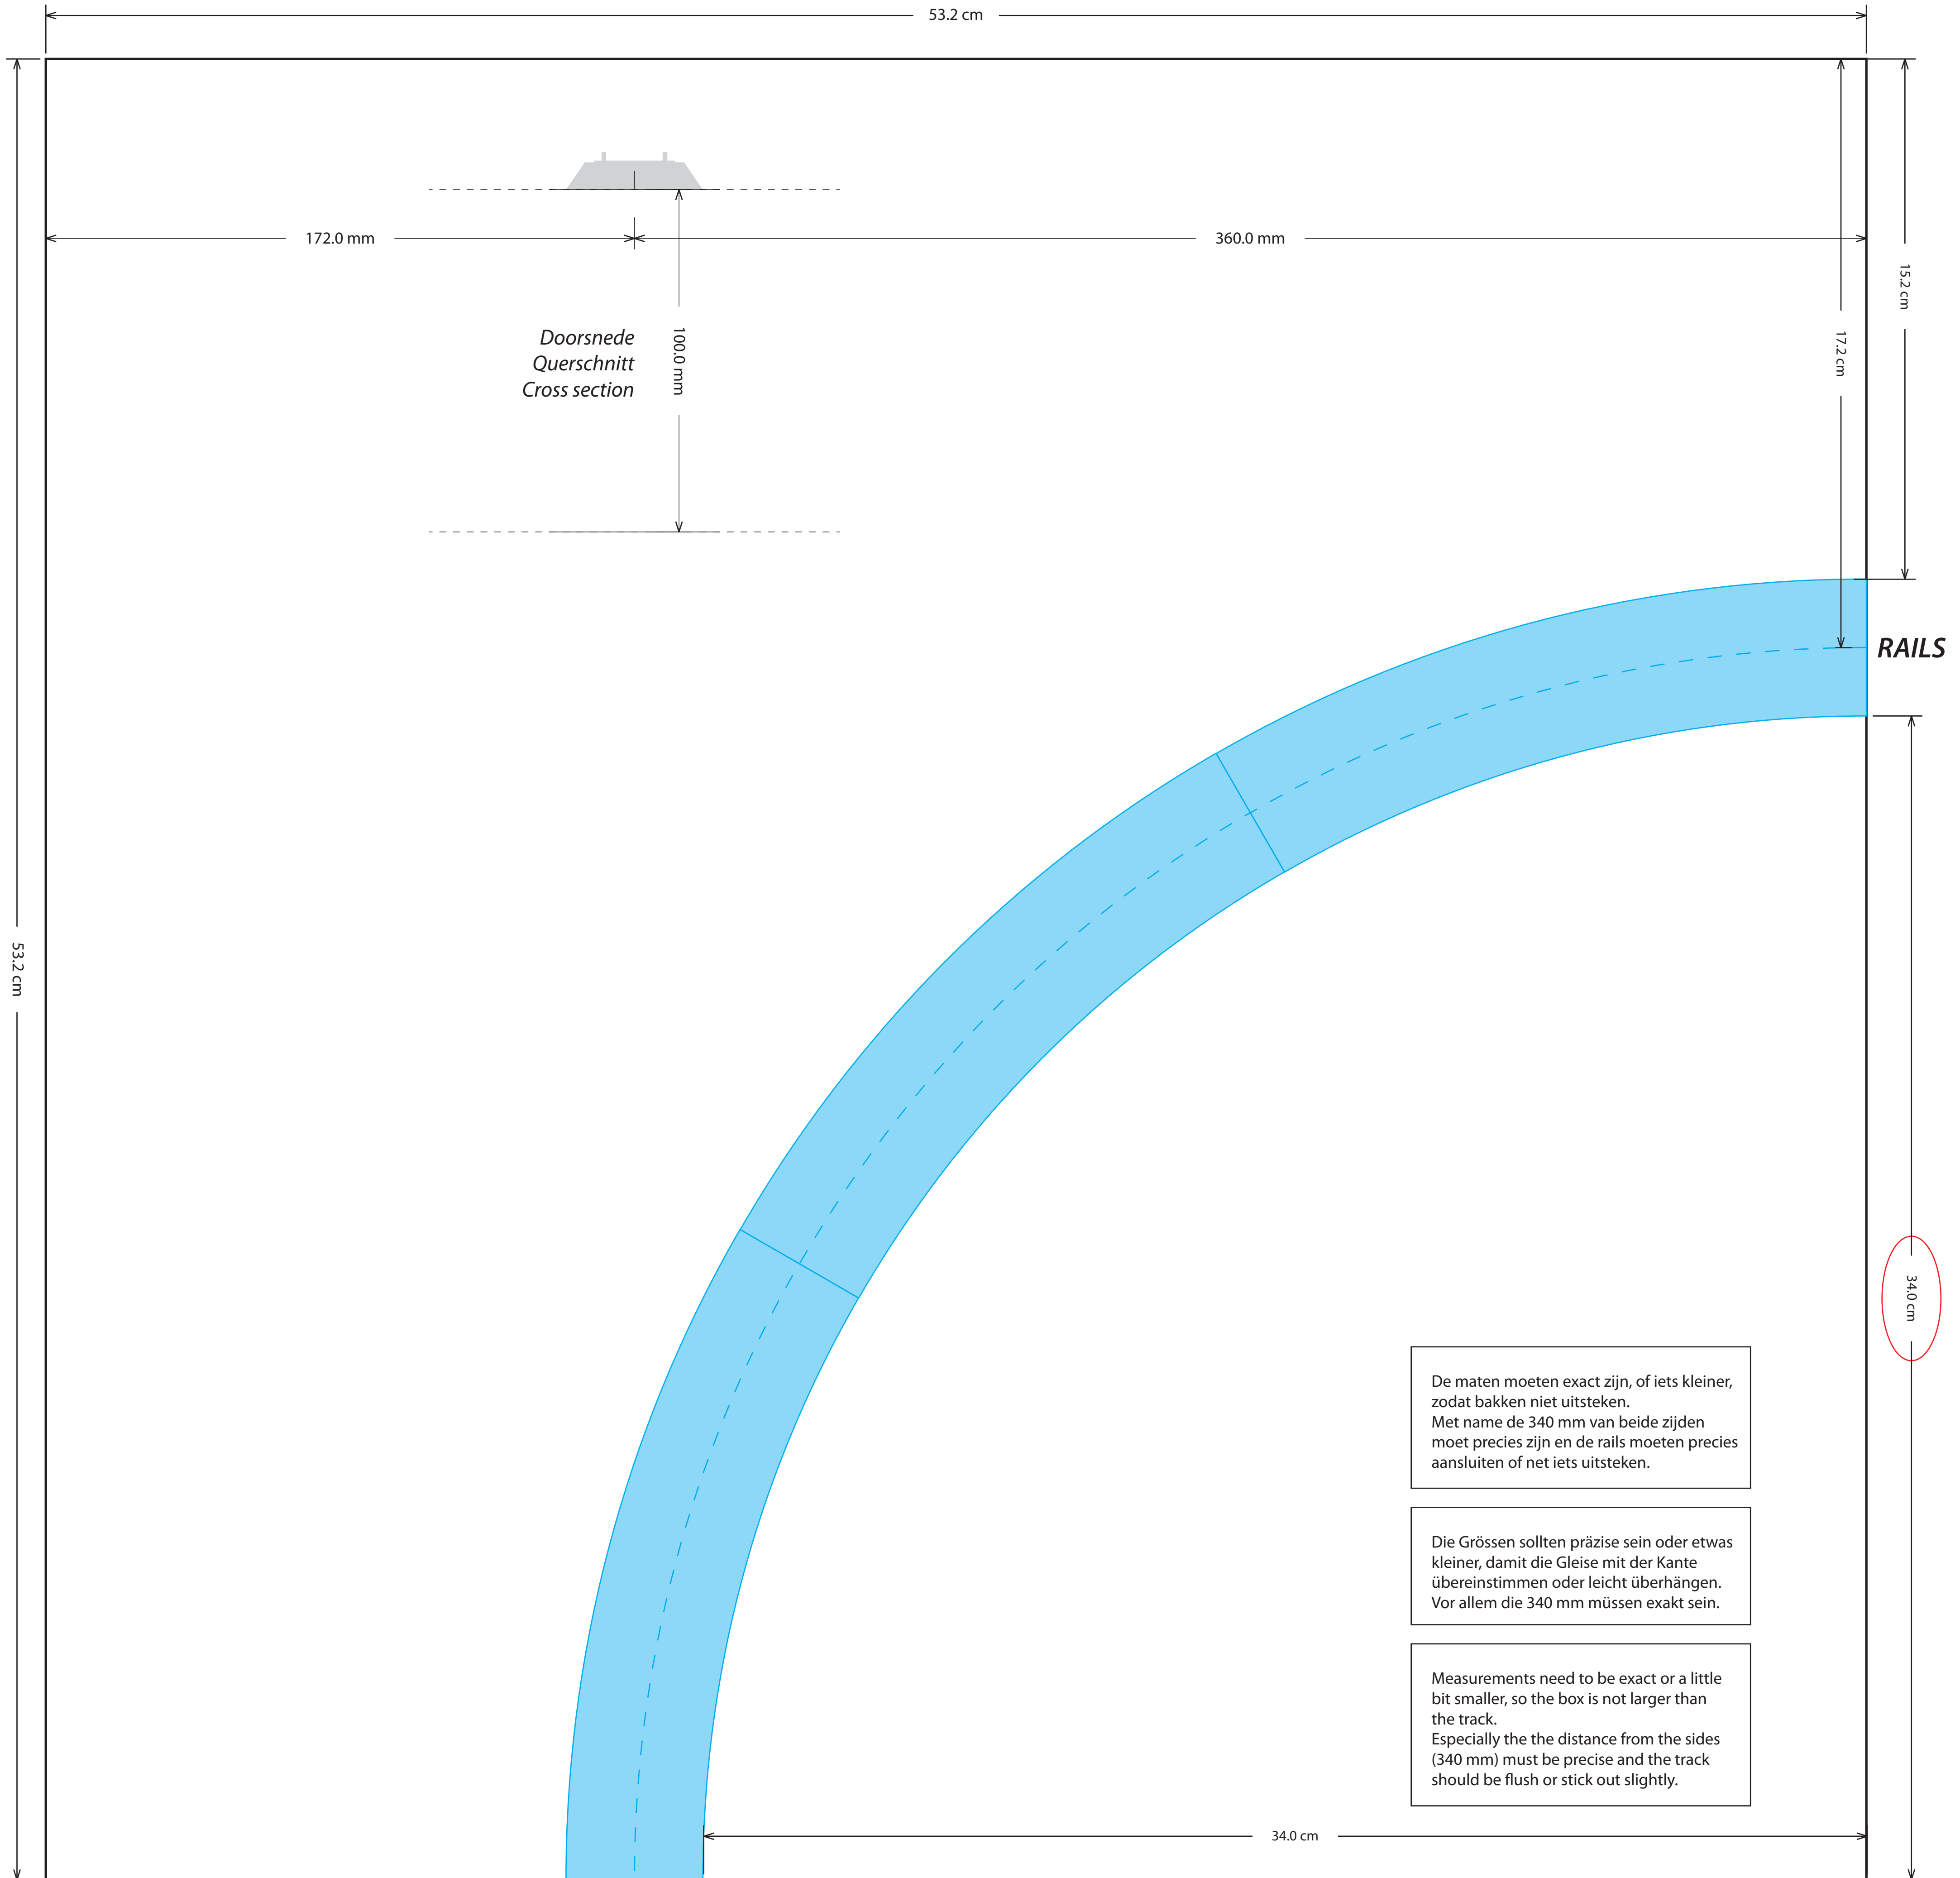 53.2 cm
172.0 mm
360.0 mm
15.2 cm
17.2 cm
Doorsnede
Querschnitt
Cross section
100.0 mm
RAILS
53.2 cm
34.0 cm
De maten moeten exact zijn, of iets kleiner,
zodat bakken niet uitsteken.
Met name de 340 mm van beide zijden
moet precies zijn en de rails moeten precies
aansluiten of net iets uitsteken.
Die Grössen sollten präzise sein oder etwas
kleiner, damit die Gleise mit der Kante
übereinstimmen oder leicht überhängen.
Vor allem die 340 mm müssen exakt sein.
Measurements need to be exact or a little
bit smaller, so the box is not larger than
the track.
Especially the the distance from the sides
(340 mm) must be precise and the track
should be flush or stick out slightly.
34.0 cm